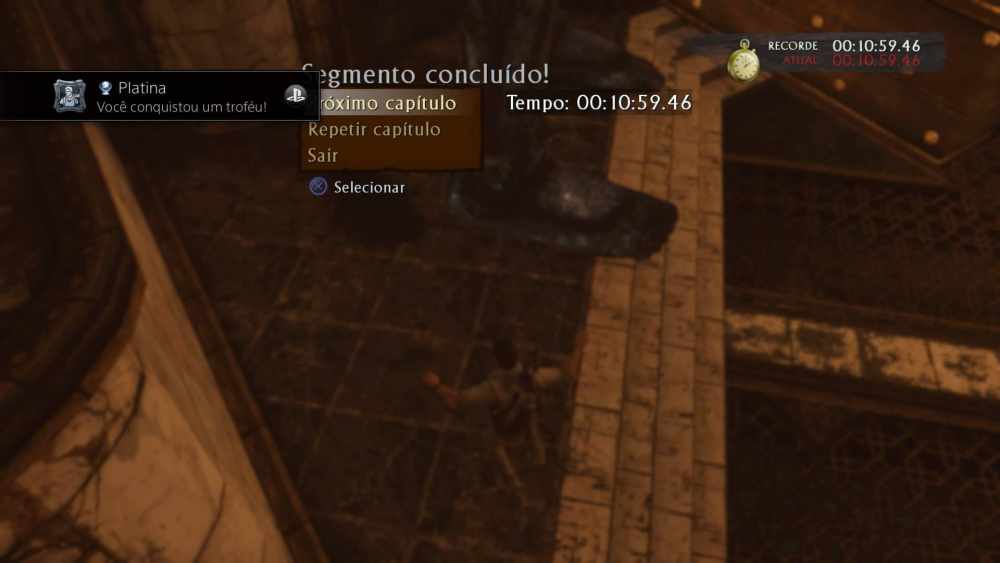 Platina
Você conquistou um troféu!
Segmento concluído!
Próximo capítulo
Repetir capítulo
Sair
Selecionar
Tempo: 00:10:59.46
RECORDE 00:10:59.46
ATUAL 00:10:59.46